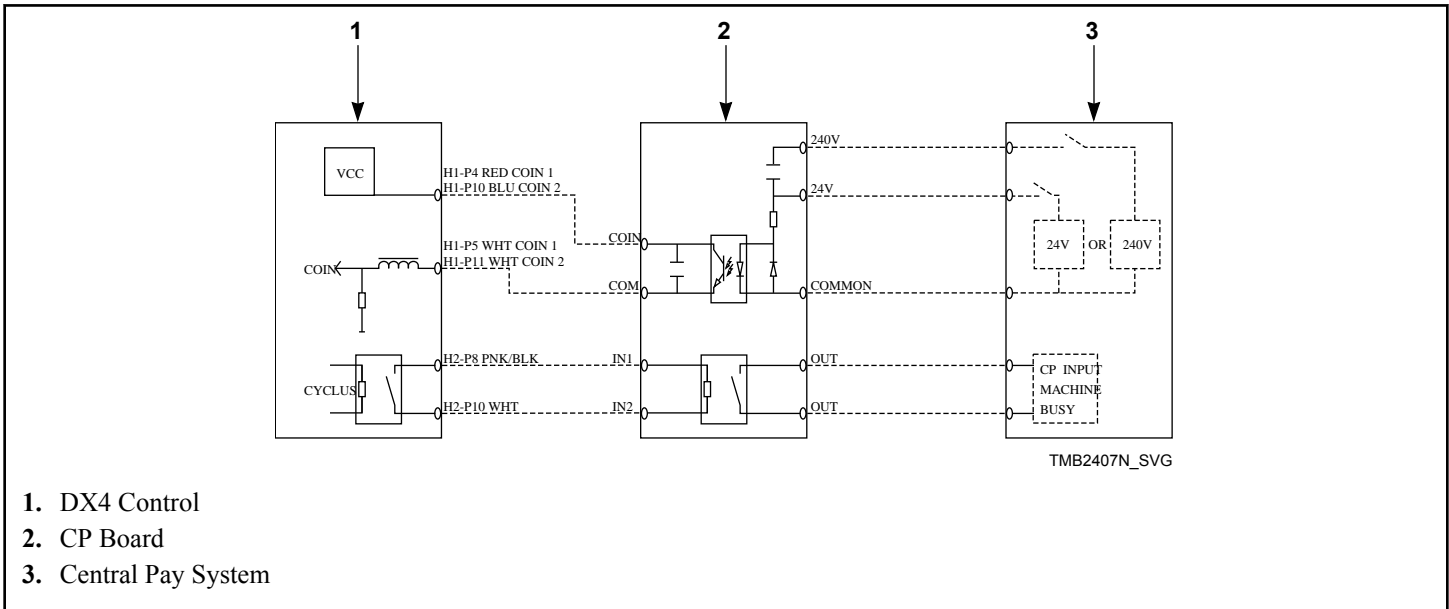 1
2
3
VCC
H1-P4 RED COIN 1
H1-P10 BLU COIN 2
240V
24V
COIN
H1-P5 WHT COIN 1
H1-P11 WHT COIN 2
COIN
COM
24V
OR
240V
COMMON
CYCLUS
H2-P8 PNK/BLK
IN1
OUT
CP INPUT
MACHINE
BUSY
H2-P10 WHT
IN2
OUT
TMB2407N_SVG
1. DX4 Control
2. CP Board
3. Central Pay System